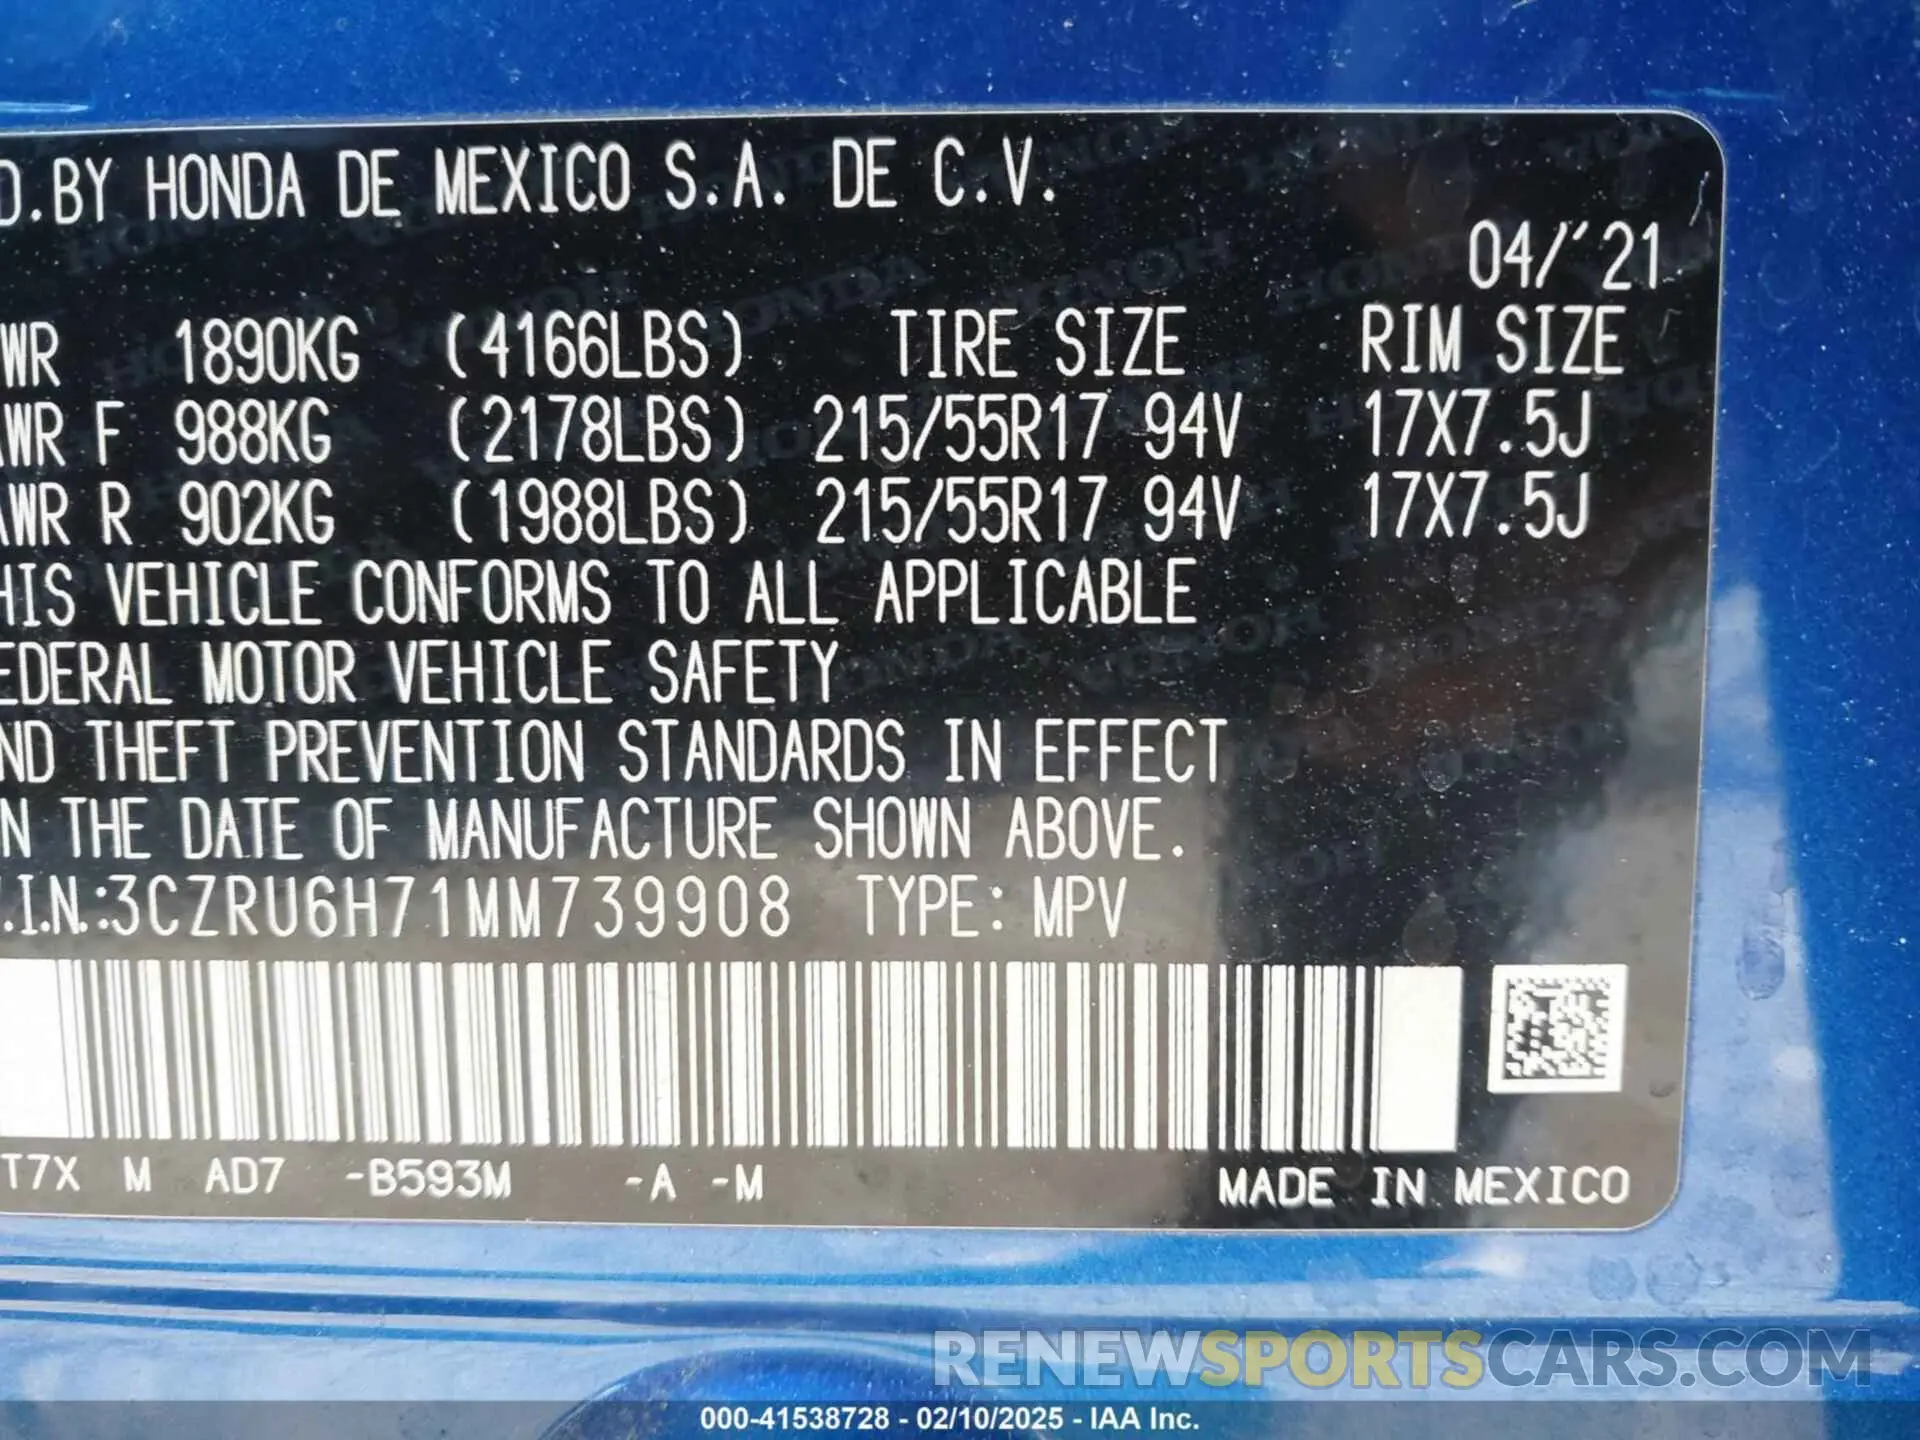 D.BY HONDA DE MEXICO S.A. DE C.V.
04/'21
WR 1890KG (4166LBS) TIRE SIZE RIM SIZE
WR F 988KG (2178LBS) 215/55R17 94V 17X7.5J
AWR R 902KG (1988LBS) 215/55R17 94V 17X7.5J
HIS VEHICLE CONFORMS TO ALL APPLICABLE
EDERAL MOTOR VEHICLE SAFETY
ND THEFT PREVENTION STANDARDS IN EFFECT
N THE DATE OF MANUFACTURE SHOWN ABOVE.
.I.N.:3CZRU6H71MM739908 TYPE: MPV
T7X M AD7 -B593M -A -M MADE IN MEXICO
RENEWSPORTSCARS.COM
000-41538728 - 02/10/2025 - IAA Inc.